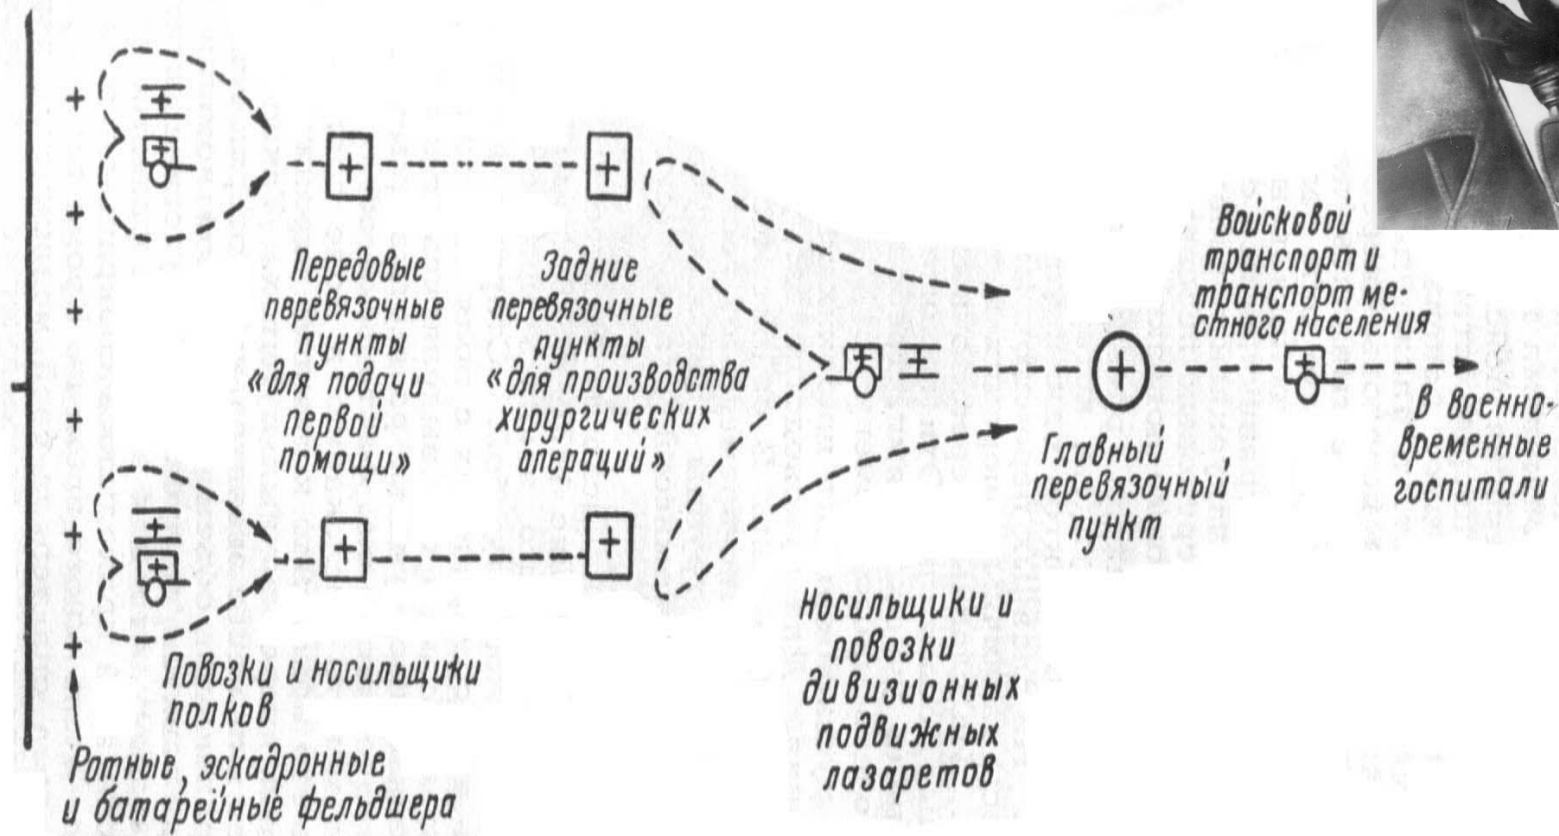 Передовые
пвревязочные
пункты
«для подачи
первой
помощи»
Задние
перевязочные
пункты
«для производства
хирургических
операций»
Войсковой
транспорт и
транспорт ме-
стного населения
В военно-
временные
госпитали
Главный
перевязочный
пункт
Носильщики и
повозки
дивизионных
подвижных
лазаретов
Повозки и носильщики
полков
Ротные, эскадронные
и батарейные фельдшера